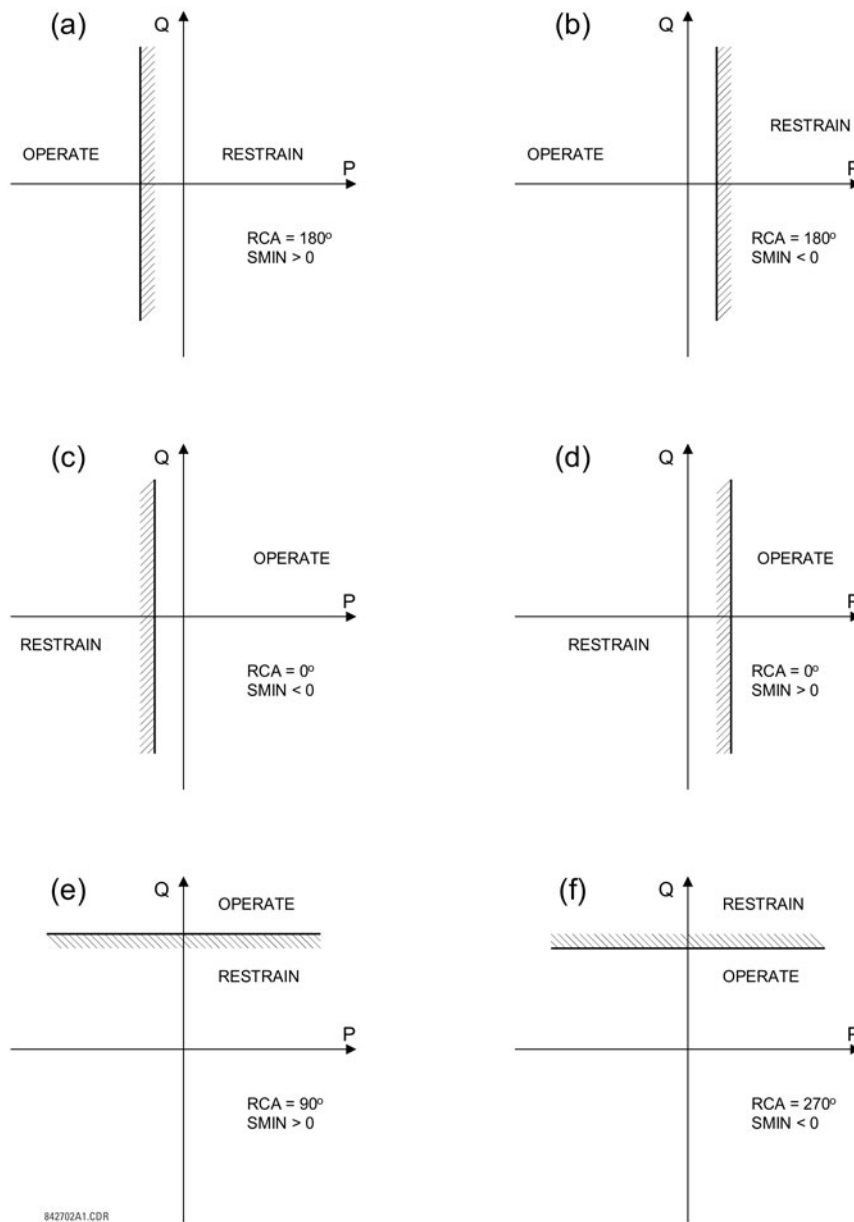 (a)
Q
OPERATE
RESTRAIN
P
RCA = 180º
SMIN > 0
(b)
Q
OPERATE
RESTRAIN
RCA = 180º
SMIN < 0
(c)
Q
OPERATE
P
RESTRAIN
RCA = 0º
SMIN < 0
(d)
Q
OPERATE
RESTRAIN
RCA = 0º
SMIN > 0
(e)
Q
OPERATE
RESTRAIN
P
RCA = 90º
SMIN > 0
(f)
Q
RESTRAIN
OPERATE
RCA = 270º
SMIN < 0
842702A1.CDR